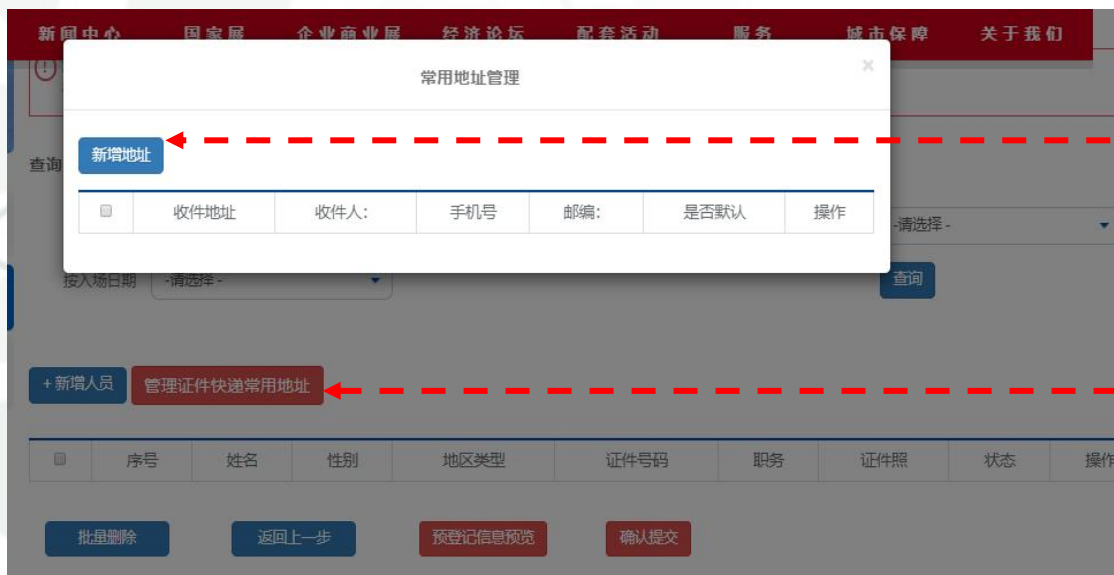 新闻中心 国家展 企业商业展 经济论坛 配套活动 服务 城市保障 关于我们
常用地址管理 ×
新增地址
查询
收件地址 收件人: 手机号 邮编: 是否默认 操作
-请选择-
按入场日期 -请选择- 查询
+新增人员 管理证件快递常用地址
序号 姓名 性别 地区类型 证件号码 职务 证件照 状态 操作
批量删除 返回上一步 预登记信息预览 确认提交